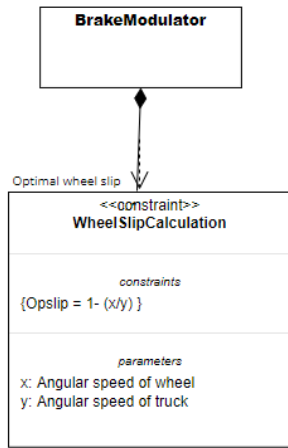 BrakeModulator
Optimal wheel slip
<<constraint>>
WheelSlipCalculation
constraints
{Opslip = 1- (x/y) }
parameters
x: Angular speed of wheel
y: Angular speed of truck